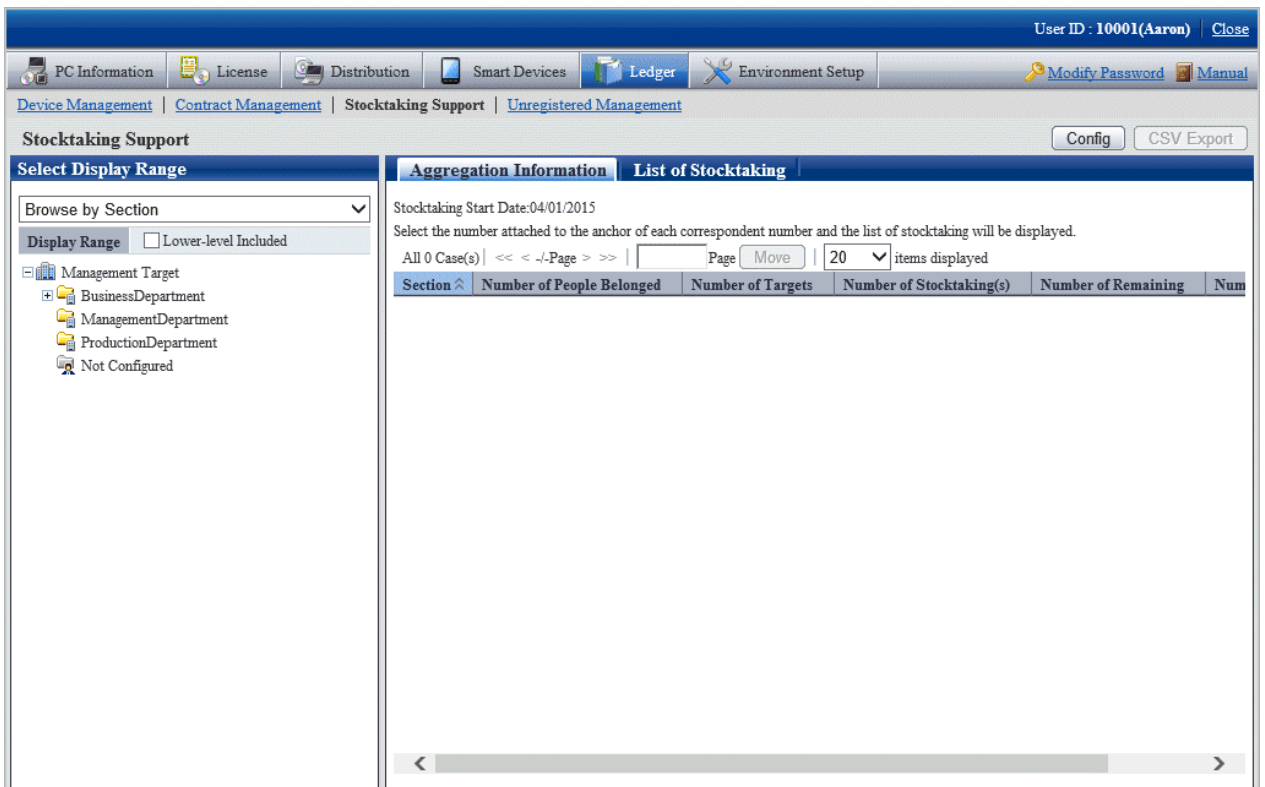 User ID : 10001(Aaron) | Close
PC Information License Distribution Smart Devices Ledger Environment Setup Modify Password Manual
Device Management | Contract Management | Stocktaking Support | Unregistered Management
Stocktaking Support Config CSV Export
Select Display Range
Browse by Section
Display Range Lower-level Included
Management Target
BusinessDepartment
ManagementDepartment
ProductionDepartment
Not Configured
Aggregation Information List of Stocktaking
Stocktaking Start Date:04/01/2015
Select the number attached to the anchor of each correspondent number and the list of stocktaking will be displayed.
All 0 Case(s) | << < -/-Page > >> | Page Move | 20 items displayed
Section Number of People Belonged Number of Targets Number of Stocktaking(s) Number of Remaining Num